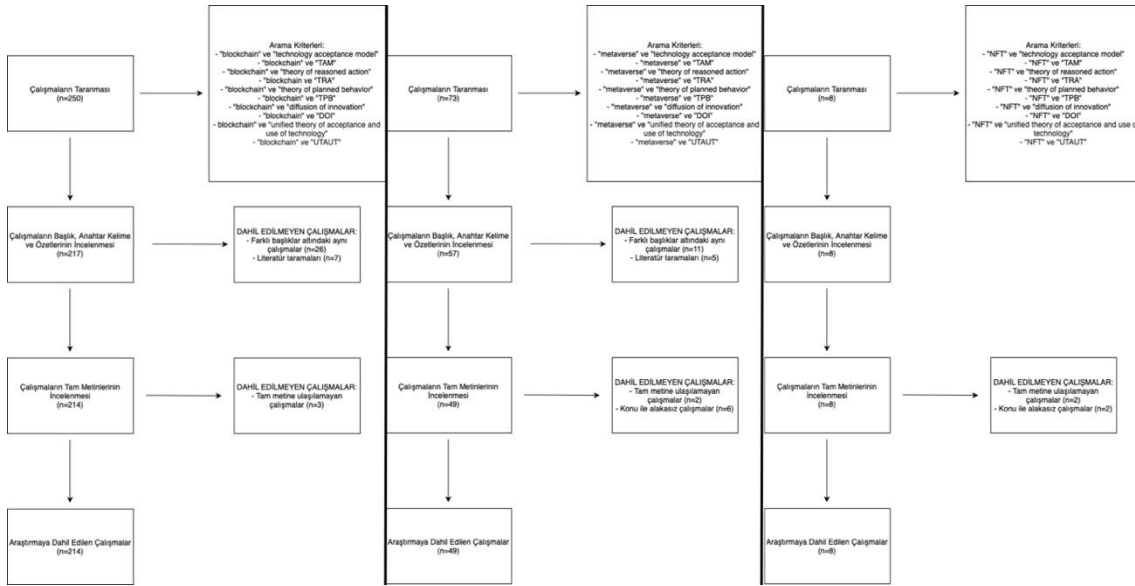 Çalışmaların Taranması
(n=250)
Arama Kriterleri:
- "blockchain" ve "technology acceptance model"
- "blockchain" ve "TAM"
- "blockchain" ve "theory of reasoned action"
- "blockchain ve "TRA"
- "blockchain" ve "theory of planned behavior"
- "blockchain" ve "TPB"
- "blockchain" ve "diffusion of innovation"
- "blockchain" ve "DOI"
- blockchain" ve "unified theory of acceptance and
use of technology"
- "blockchain" ve "UTAUT"
Çalışmaların Başlık, Anahtar Kelime
ve Özetlerinin İncelenmesi
(n=217)
DAHİL EDİLMEYEN ÇALIŞMALAR:
- Farklı başlıklar altındaki aynı
çalışmalar (n=26)
- Literatür taramaları (n=7)
Çalışmaların Tam Metinlerinin
İncelenmesi
(n=214)
DAHİL EDİLMEYEN ÇALIŞMALAR:
- Tam metine ulaşılamayan
çalışmalar (n=3)
Araştırmaya Dahil Edilen Çalışmalar
(n=214)
Çalışmaların Taranması
(n=73)
Arama Kriterleri:
- "metaverse" ve "technology acceptance model"
- "metaverse" ve "TAM"
- "metaverse" ve "theory of reasoned action"
- "metaverse" ve "TRA"
- "metaverse" ve "theory of planned behavior"
- "metaverse" ve "TPB"
- "metaverse" ve "diffusion of innovation"
- "metaverse" ve "DOI"
- "metaverse" ve "unified theory of acceptance and
use of technology"
- "metaverse" ve "UTAUT"
Çalışmaların Başlık, Anahtar Kelime
ve Özetlerinin İncelenmesi
(n=57)
DAHİL EDİLMEYEN ÇALIŞMALAR:
- Farklı başlıklar altındaki aynı
çalışmalar (n=11)
- Literatür taramaları (n=5)
Çalışmaların Tam Metinlerinin
İncelenmesi
(n=49)
DAHİL EDİLMEYEN ÇALIŞMALAR:
- Tam metine ulaşılamayan
çalışmalar (n=2)
- Konu ile alakasız çalışmalar (n=6)
Araştırmaya Dahil Edilen Çalışmalar
(n=49)
Çalışmaların Taranması
(n=8)
Arama Kriterleri:
- "NFT" ve "technology acceptance model"
- "NFT" ve "TAM"
- "NFT" ve "theory of reasoned action"
- "NFT" ve "TRA"
- "NFT" ve "theory of planned behavior"
- "NFT" ve "TPB"
- "NFT" ve "diffusion of innovation"
- "NFT" ve "DOI"
- "NFT" ve "unified theory of acceptance and use of
technology"
- "NFT" ve "UTAUT"
Çalışmaların Başlık, Anahtar Kelime
ve Özetlerinin İncelenmesi
(n=8)
Çalışmaların Tam Metinlerinin
İncelenmesi
(n=8)
DAHİL EDİLMEYEN ÇALIŞMALAR:
- Tam metine ulaşılamayan
çalışmalar (n=2)
- Konu ile alakasız çalışmalar (n=2)
Araştırmaya Dahil Edilen Çalışmalar
(n=8)